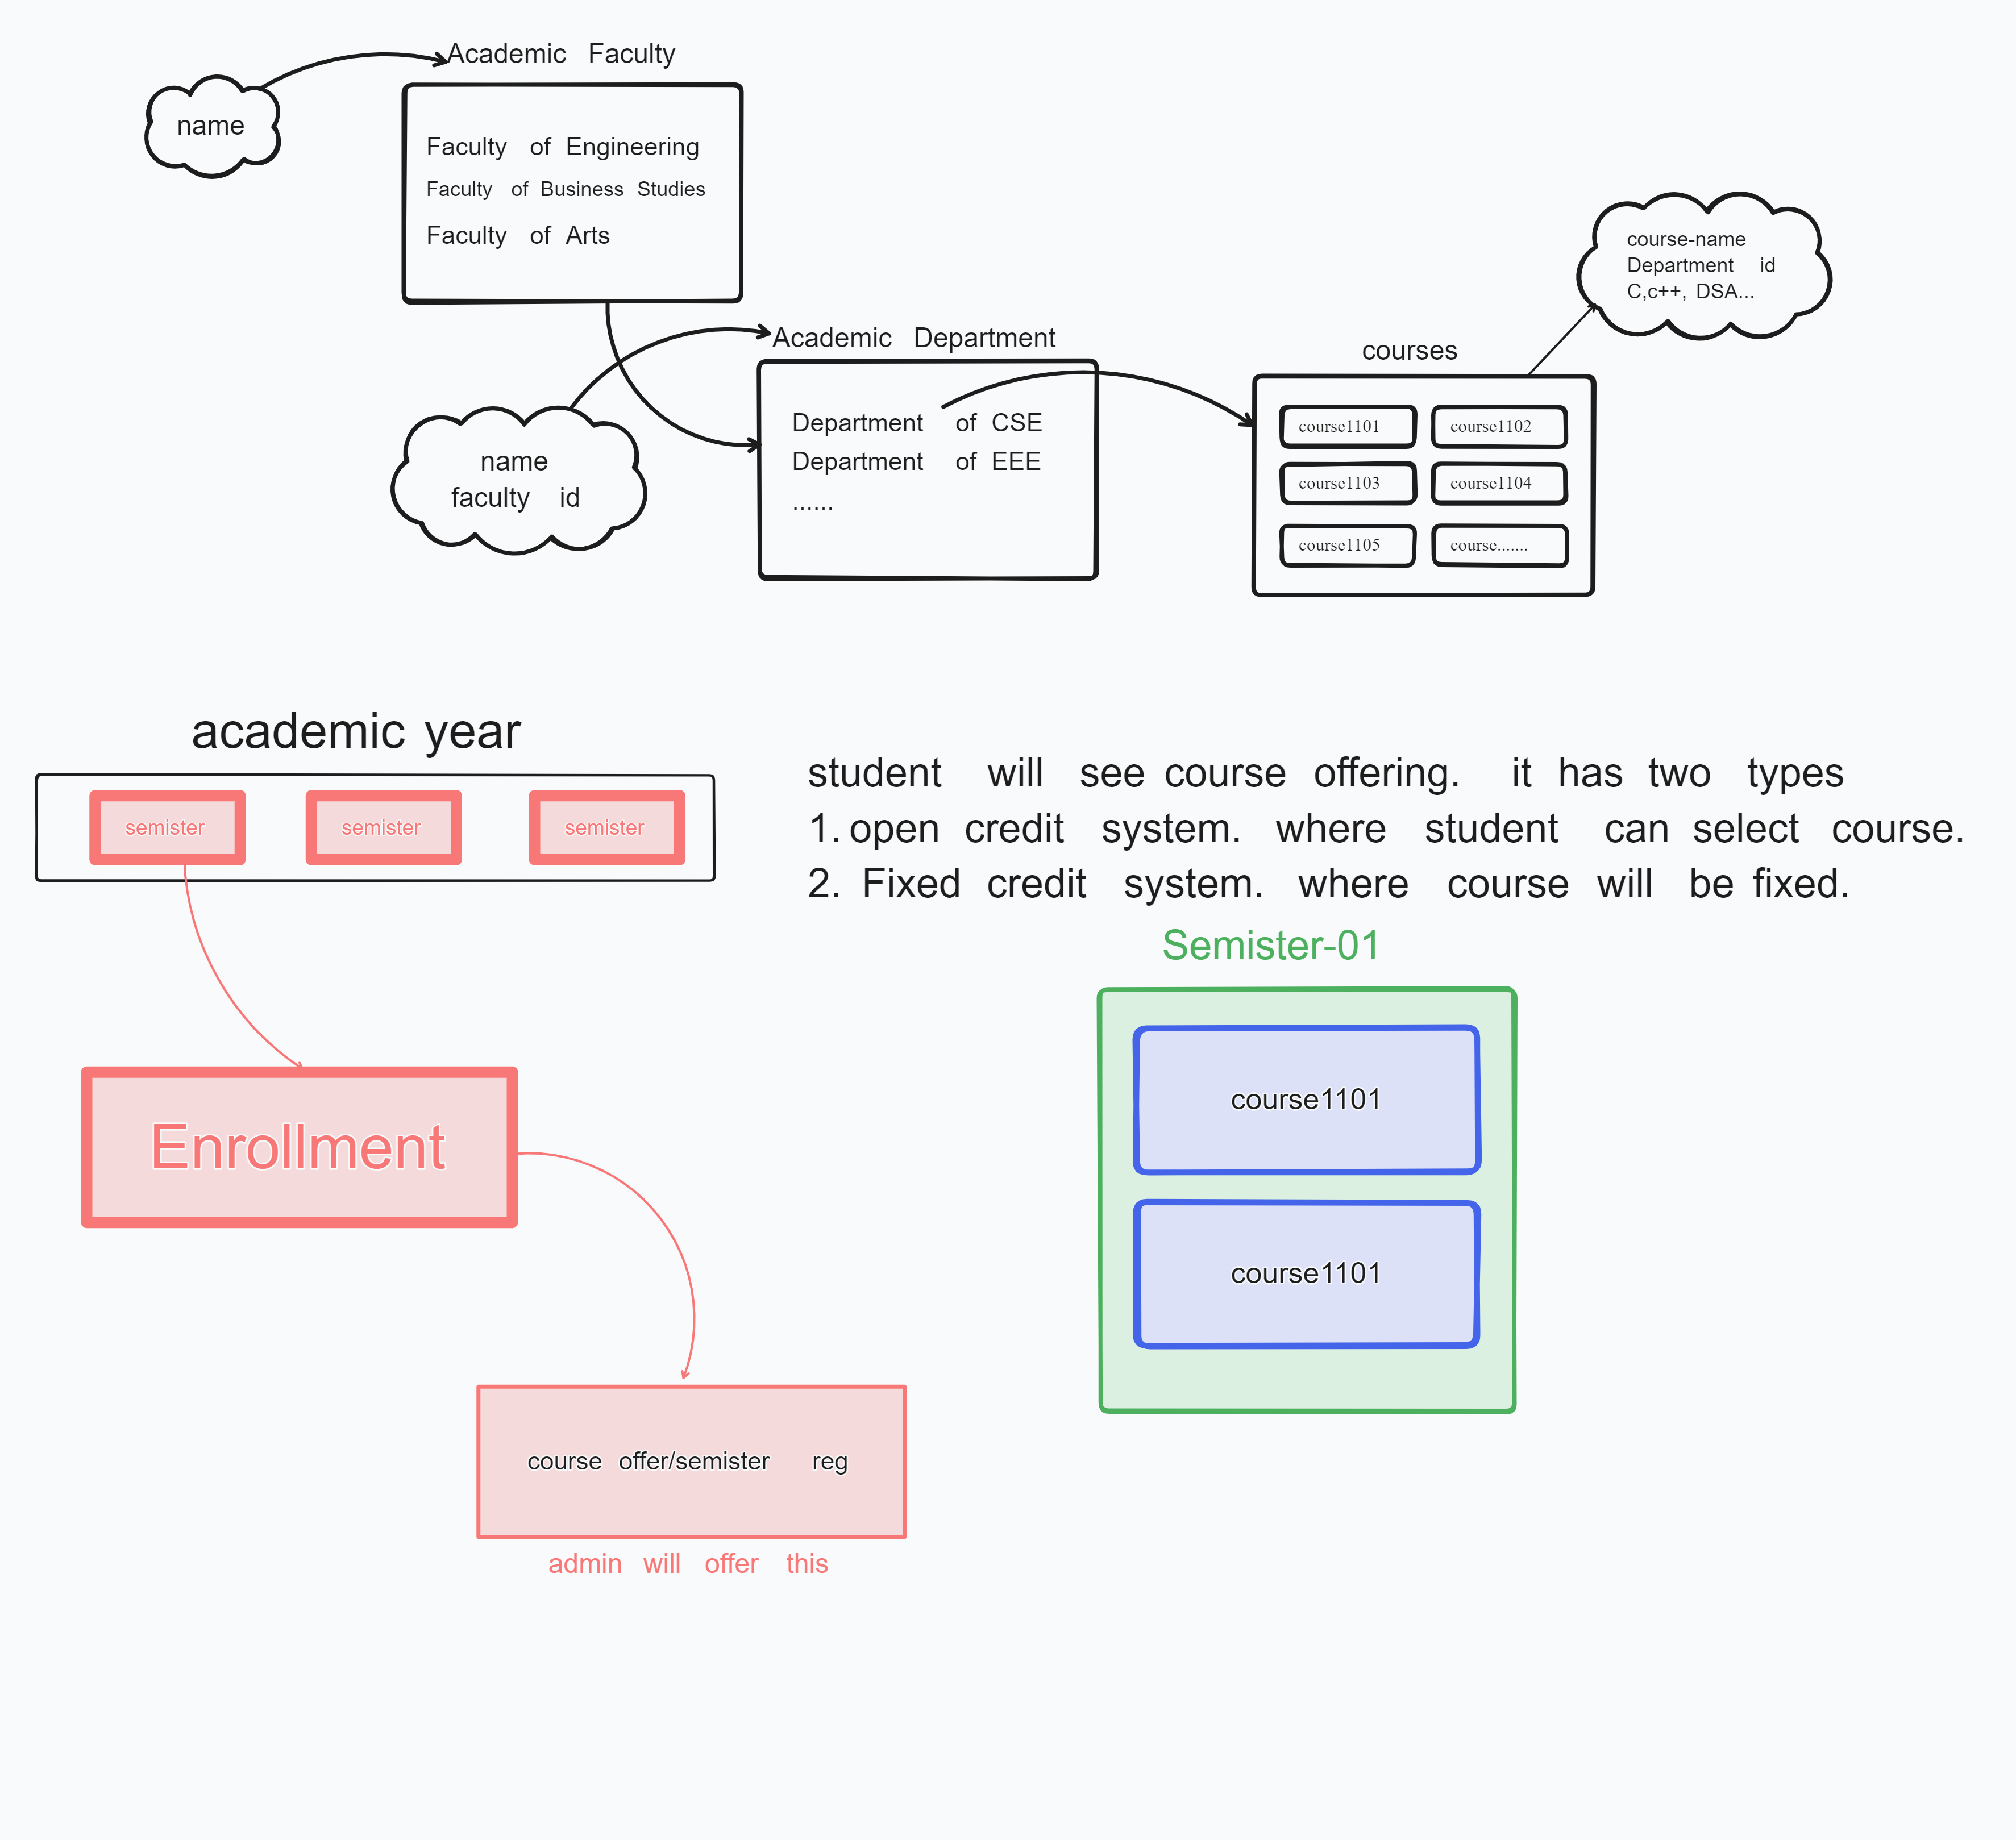 Academic Faculty
name
Faculty of Engineering
Faculty of Business Studies
Faculty of Arts
course-name
Department id
C,c++, DSA...
Academic Department
courses
Department of CSE
Department of EEE
......
name
faculty id
course1101
course1102
course1103
course1104
course1105
course.......
academic year
semister
semister
semister
student will see course offering. it has two types
1. open credit system. where student can select course.
2. Fixed credit system. where course will be fixed.
Semister-01
course1101
course1101
Enrollment
course offer/semister reg
admin will offer this